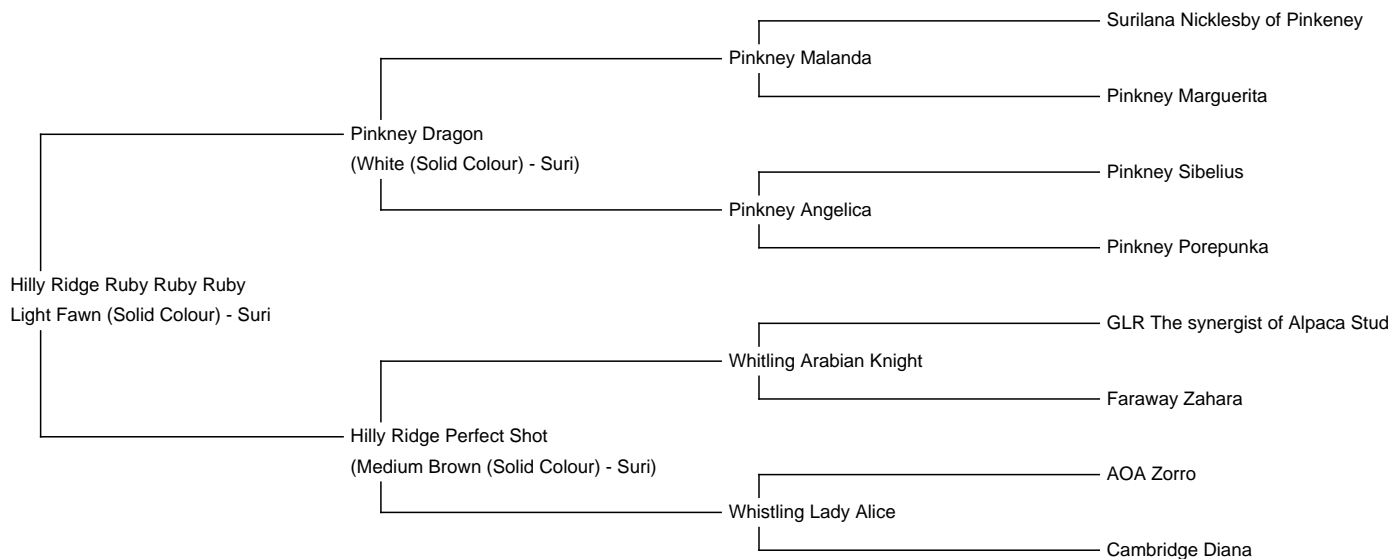 Surilana Nicklesby of Pinkeney
Pinkney Malanda
Pinkney Marguerita
Pinkney Dragon
(White (Solid Colour) - Suri)
Pinkney Sibelius
Pinkney Angelica
Pinkney Porepunka
Hilly Ridge Ruby Ruby Ruby
Light Fawn (Solid Colour) - Suri
GLR The synergist of Alpaca Stud
Whitling Arabian Knight
Faraway Zahara
Hilly Ridge Perfect Shot
(Medium Brown (Solid Colour) - Suri)
AOA Zorro
Whistling Lady Alice
Cambridge Diana